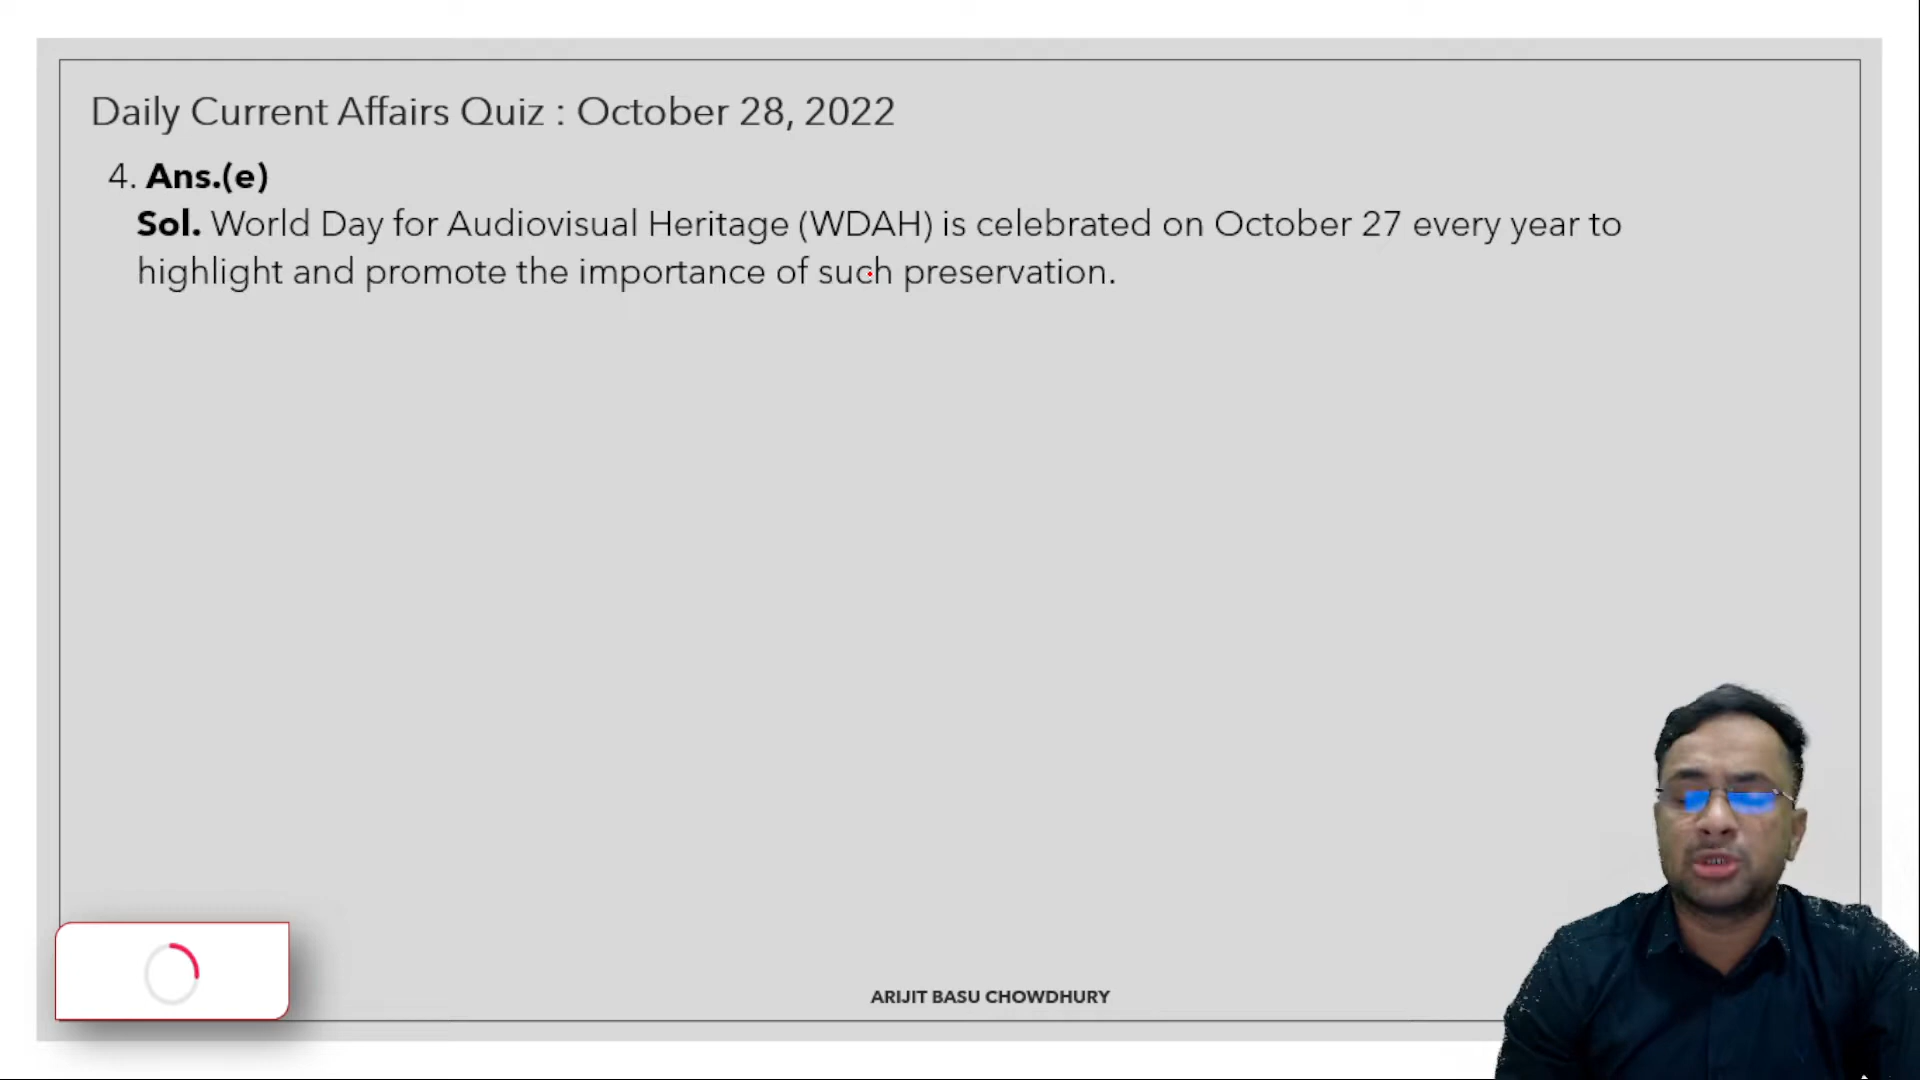 Daily Current Affairs Quiz : October 28, 2022
4. Ans.(e)
Sol. World Day for Audiovisual Heritage (WDAH) is celebrated on October 27 every year to
highlight and promote the importance of such preservation.
ARIJIT BASU CHOWDHURY